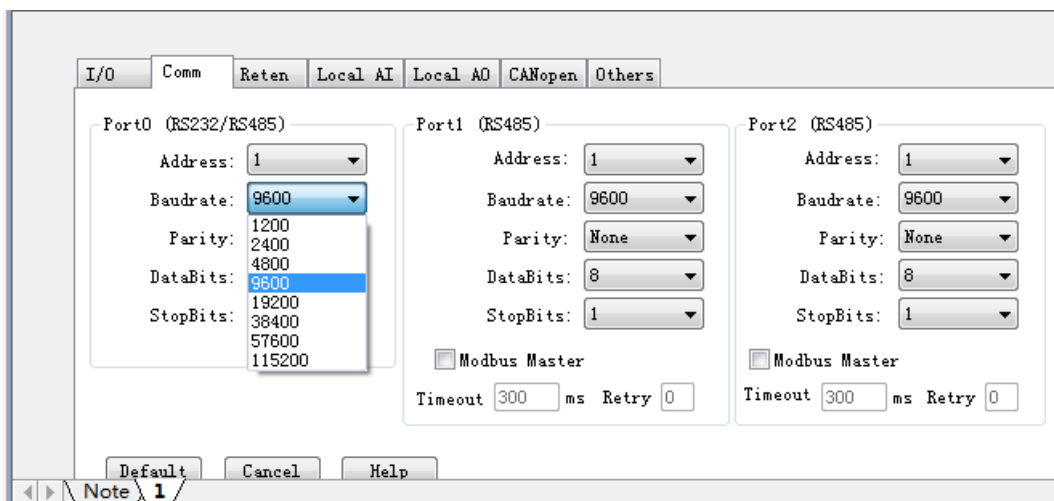 I/O Comm Reten Local AI Local AO CANopen Others
Port0 (RS232/RS485)
Address: 1
Baudrate: 9600
1200
2400
4800
9600
19200
38400
57600
115200
Parity:
DataBits:
StopBits:
Port1 (RS485)
Address: 1
Baudrate: 9600
Parity: None
DataBits: 8
StopBits: 1
Modbus Master
Timeout 300 ms Retry 0
Port2 (RS485)
Address: 1
Baudrate: 9600
Parity: None
DataBits: 8
StopBits: 1
Modbus Master
Timeout 300 ms Retry 0
Default Cancel Help
Note 1